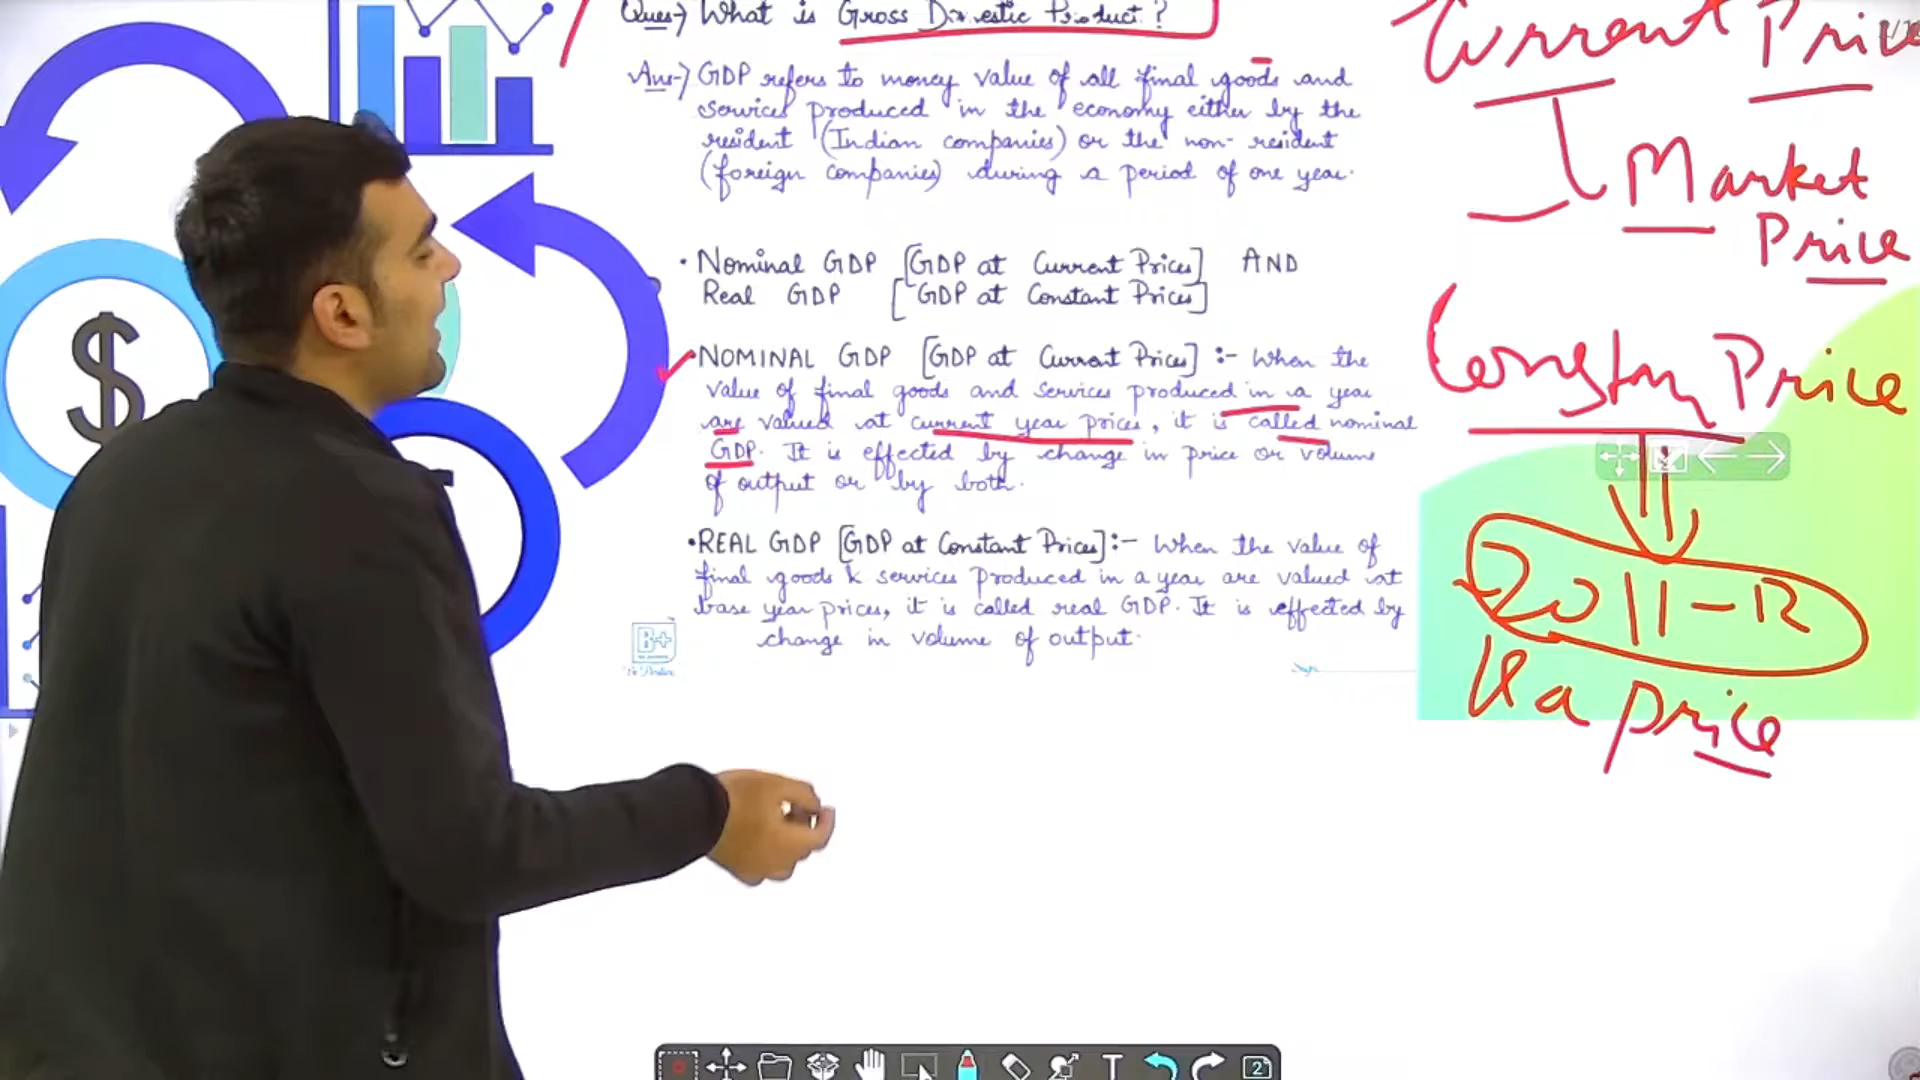 Ques→ What is Gross Domestic Product?
Ans→ GDP refers to money value of all final goods and
services produced in the economy either by the
resident (Indian companies) or the non-resident
(foreign companies) during a period of one year.
• Nominal GDP [GDP at Current Prices] AND
Real GDP [GDP at Constant Prices]
•NOMINAL GDP [GDP at Current Prices] :- When the
value of final goods and services produced in a year
are valued at current year prices, it is called nominal
GDP. It is effected by change in price or volume
of output or by both.
•REAL GDP [GDP at Constant Prices]:- When the value of
final goods & services produced in a year are valued at
base year prices, it is called real GDP. It is effected by
change in volume of output.
B+
Current Price
Market
Price
Price
2011-12
Ka price
$
T
2